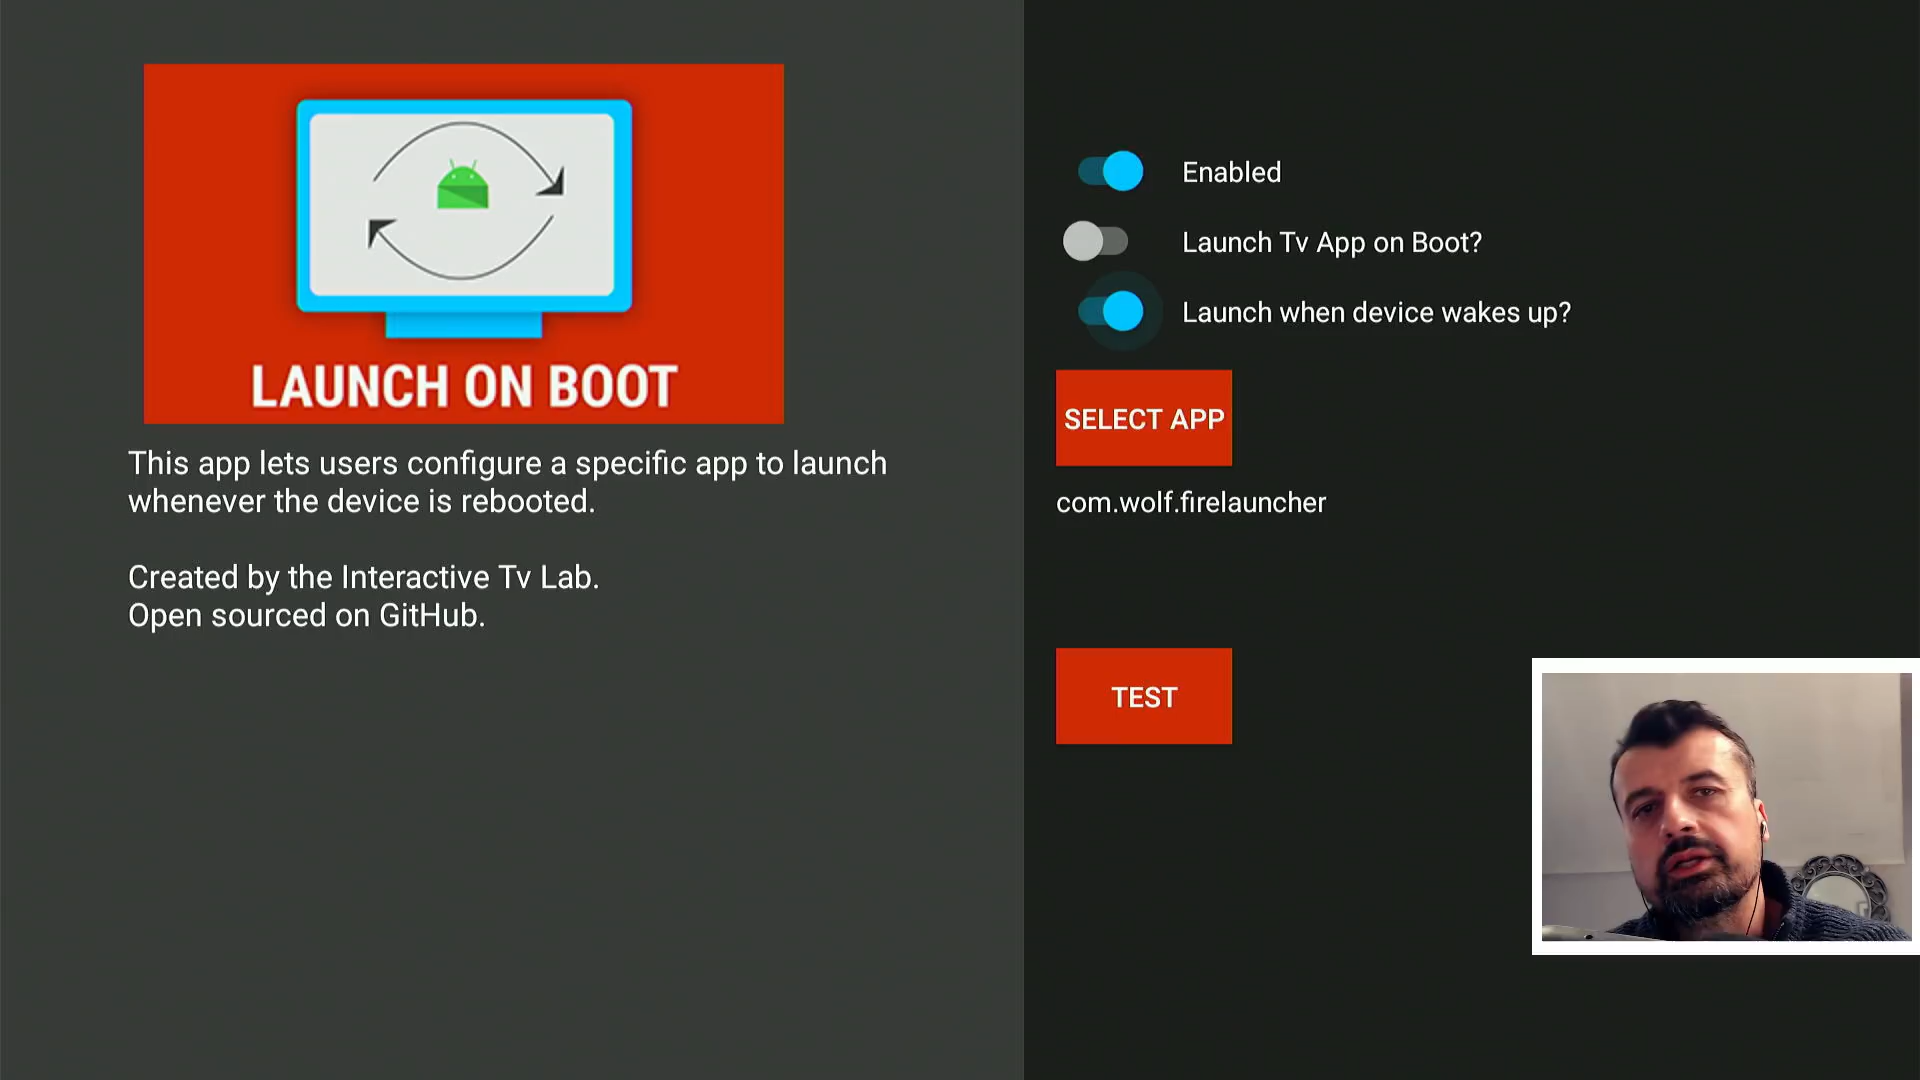 LAUNCH ON BOOT
This app lets users configure a specific app to launch
whenever the device is rebooted.
Created by the Interactive Tv Lab.
Open sourced on GitHub.
Enabled
Launch Tv App on Boot?
Launch when device wakes up?
SELECT APP
com.wolf.firelauncher
TEST